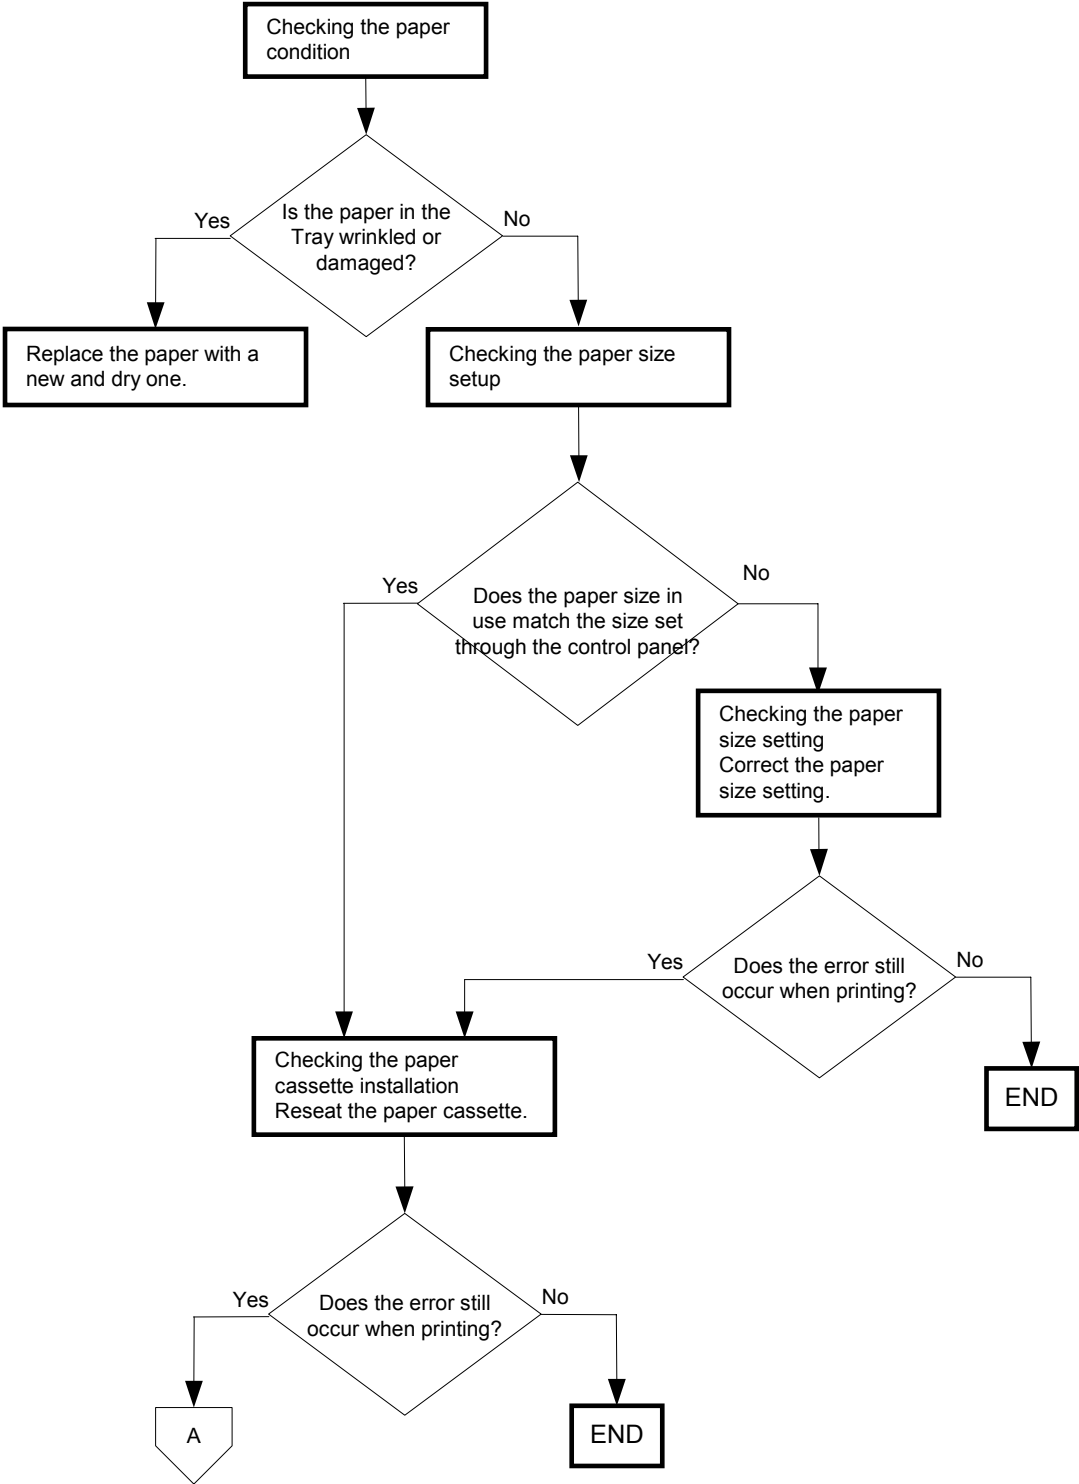 Checking the paper
condition
Is the paper in the
Tray wrinkled or
damaged?
Yes
No
Replace the paper with a
new and dry one.
Checking the paper size
setup
Does the paper size in
use match the size set
through the control panel?
Yes
No
Checking the paper
size setting
Correct the paper
size setting.
Does the error still
occur when printing?
Yes
No
END
Checking the paper
cassette installation
Reseat the paper cassette.
Does the error still
occur when printing?
Yes
No
A
END